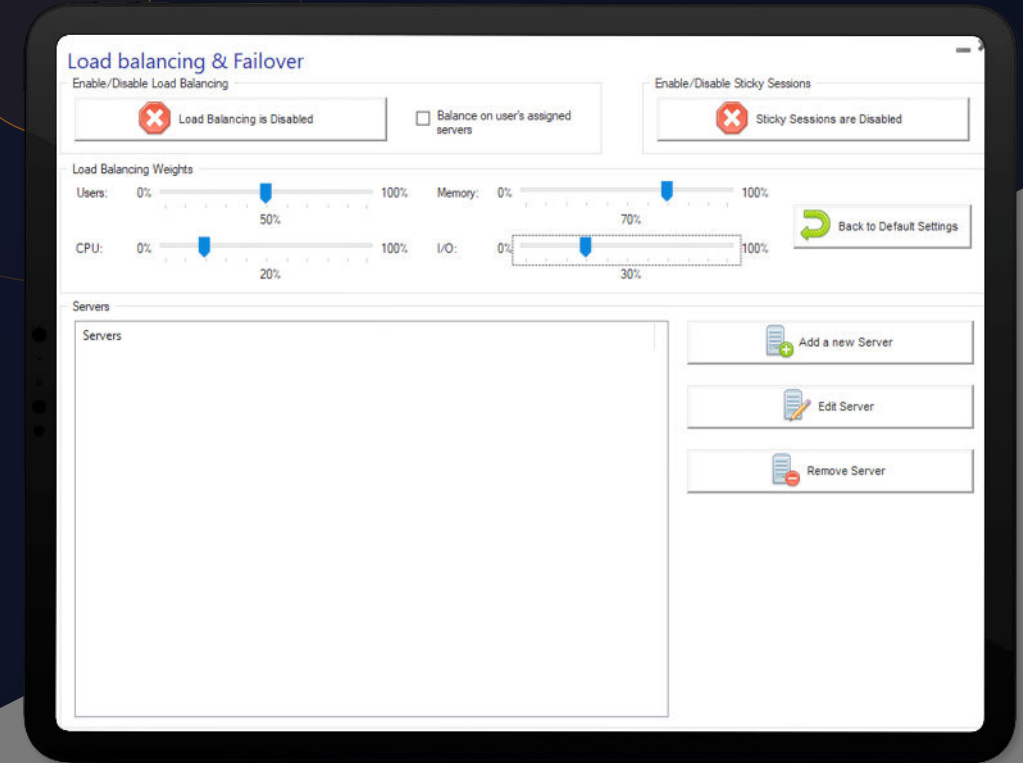 Load balancing & Failover
Enable/Disable Load Balancing
Enable/Disable Sticky Sessions
Load Balancing is Disabled
Balance on user's assigned
servers
Sticky Sessions are Disabled
Load Balancing Weights
Users: 0% 100% Memory: 0% 100%
50% 70%
Back to Default Settings
CPU: 0% 100% I/O: 0% 100%
20% 30%
Servers
Servers
Add a new Server
Edit Server
Remove Server